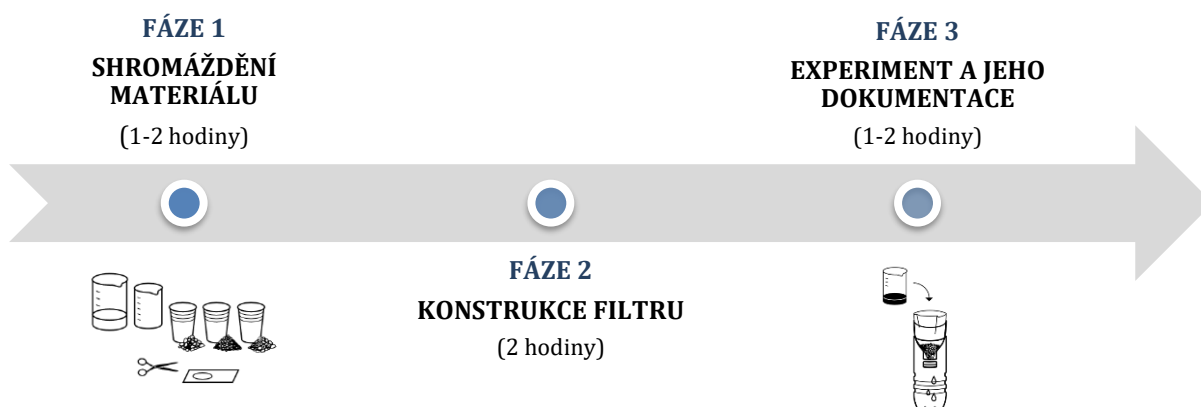 FÁZE 1
SHROMÁŽDĚNÍ
MATERIÁLU
(1-2 hodiny)
FÁZE 2
KONSTRUKCE FILTRU
(2 hodiny)
FÁZE 3
EXPERIMENT A JEHO
DOKUMENTACE
(1-2 hodiny)